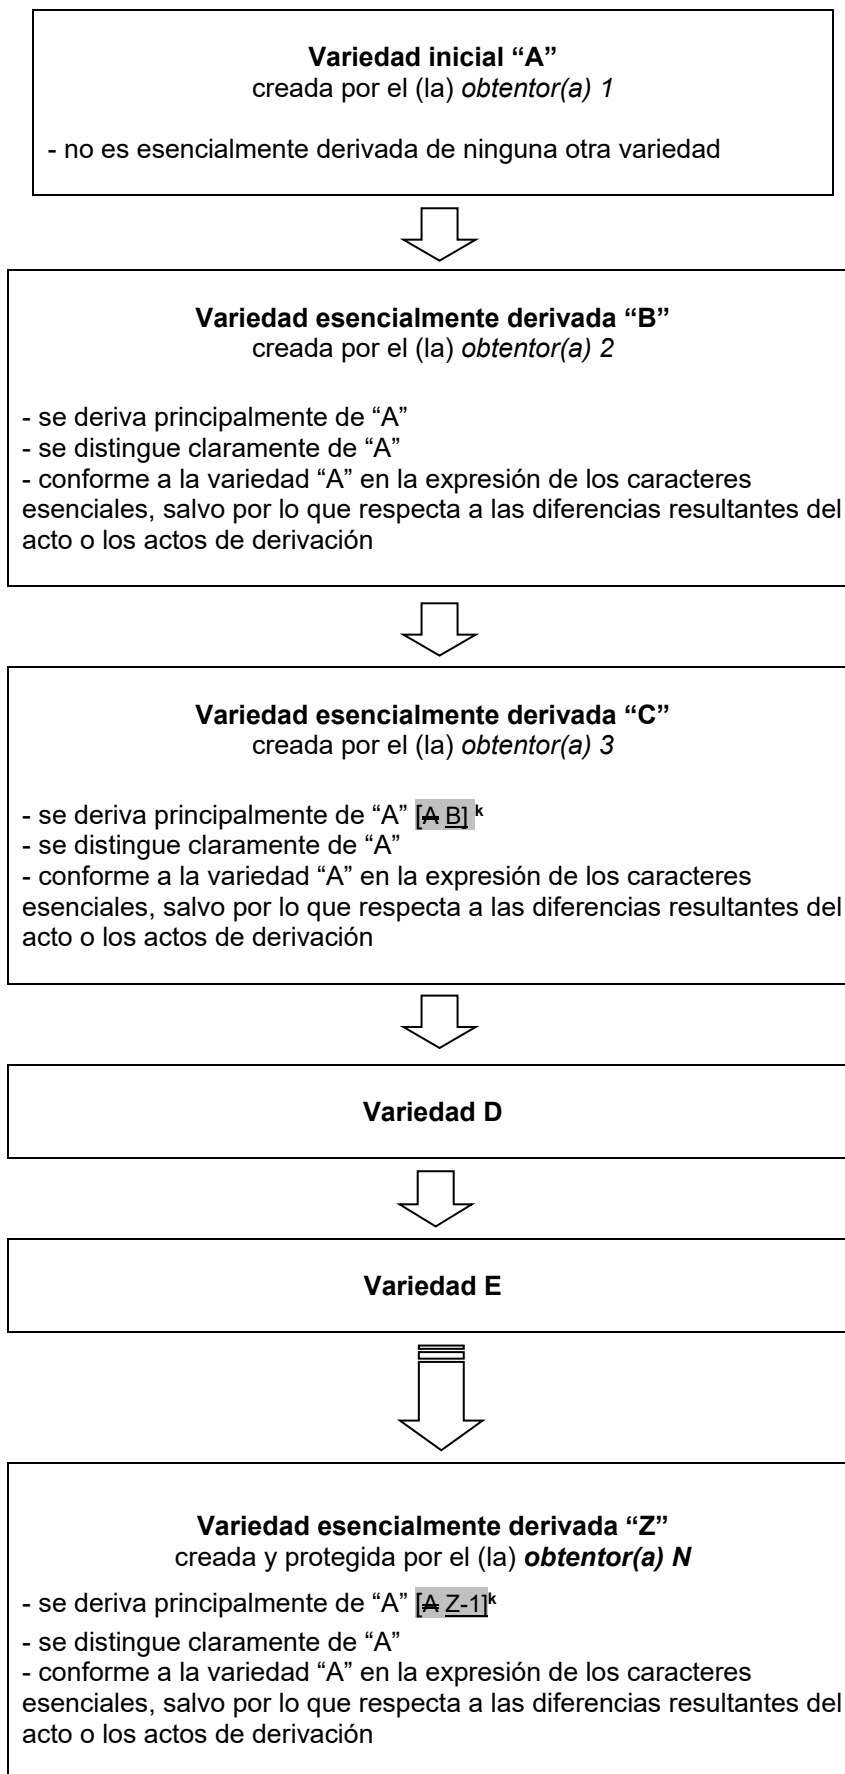 Variedad inicial “A”
creada por el (la) obtentor(a) 1
- no es esencialmente derivada de ninguna otra variedad
Variedad esencialmente derivada “B”
creada por el (la) obtentor(a) 2
- se deriva principalmente de “A”
- se distingue claramente de “A”
- conforme a la variedad “A” en la expresión de los caracteres
esenciales, salvo por lo que respecta a las diferencias resultantes del
acto o los actos de derivación
Variedad esencialmente derivada “C”
creada por el (la) obtentor(a) 3
- se deriva principalmente de “A” [A B] k
- se distingue claramente de “A”
- conforme a la variedad “A” en la expresión de los caracteres
esenciales, salvo por lo que respecta a las diferencias resultantes del
acto o los actos de derivación
Variedad D
Variedad E
Variedad esencialmente derivada “Z”
creada y protegida por el (la) obtentor(a) N
- se deriva principalmente de “A” [A Z-1]k
- se distingue claramente de “A”
- conforme a la variedad “A” en la expresión de los caracteres
esenciales, salvo por lo que respecta a las diferencias resultantes del
acto o los actos de derivación